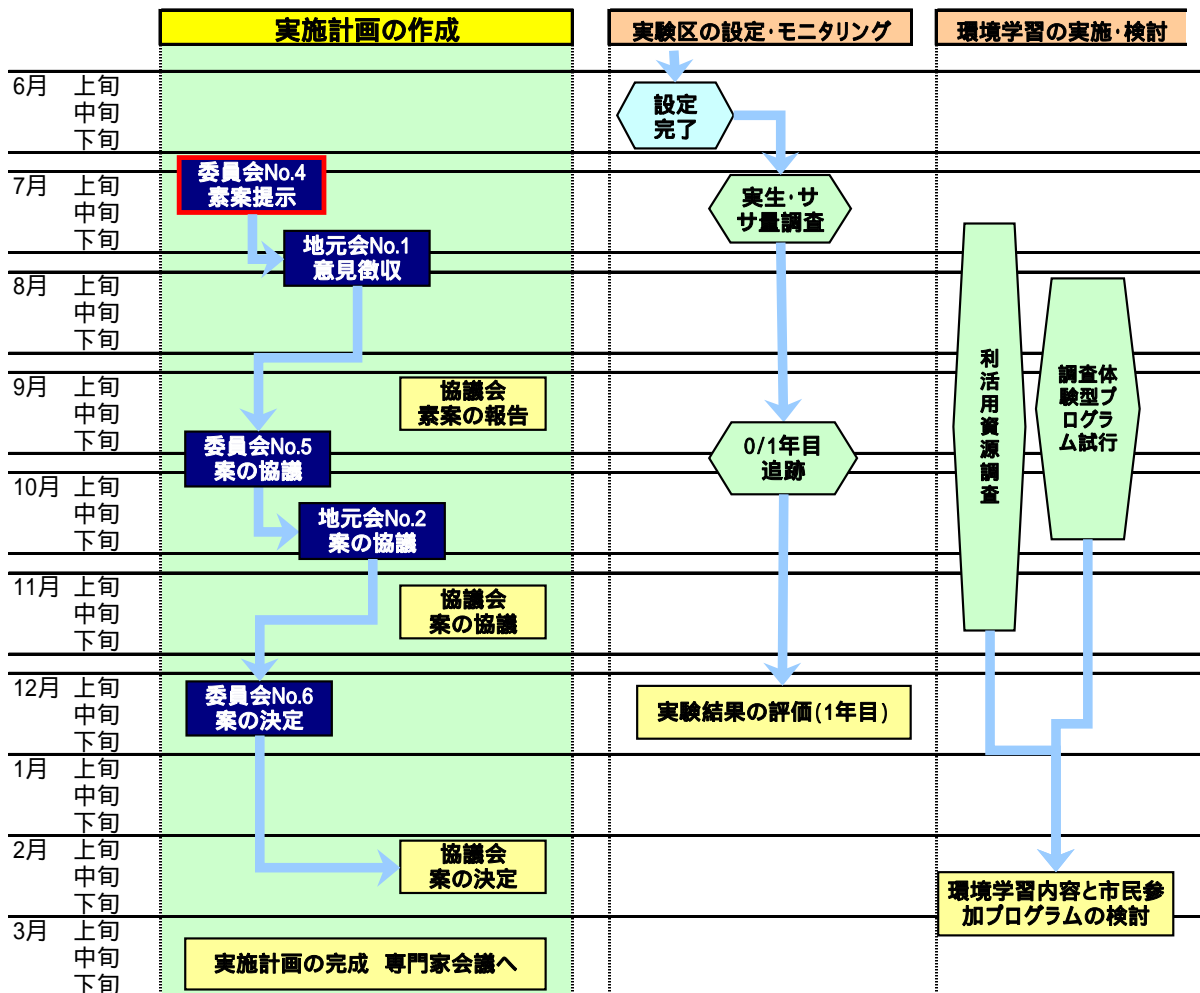 実施計画の作成
実験区の設定・モニタリング
環境学習の実施・検討
6月 上旬
中旬
下旬
設定
完了
7月 上旬
中旬
下旬
委員会No.4
素案提示
実生・サ
サ量調査
地元会No.1
意見徴収
8月 上旬
中旬
下旬
利活用資源調査
調査体
験型プ
ログラ
ム試行
9月 上旬
中旬
下旬
協議会
素案の報告
委員会No.5
案の協議
0/1年目
追跡
10月 上旬
中旬
下旬
地元会No.2
案の協議
11月 上旬
中旬
下旬
協議会
案の協議
12月 上旬
中旬
下旬
委員会No.6
案の決定
実験結果の評価(1年目)
1月 上旬
中旬
下旬
2月 上旬
中旬
下旬
協議会
案の決定
環境学習内容と市民参
加プログラムの検討
3月 上旬
中旬
下旬
実施計画の完成 専門家会議へ